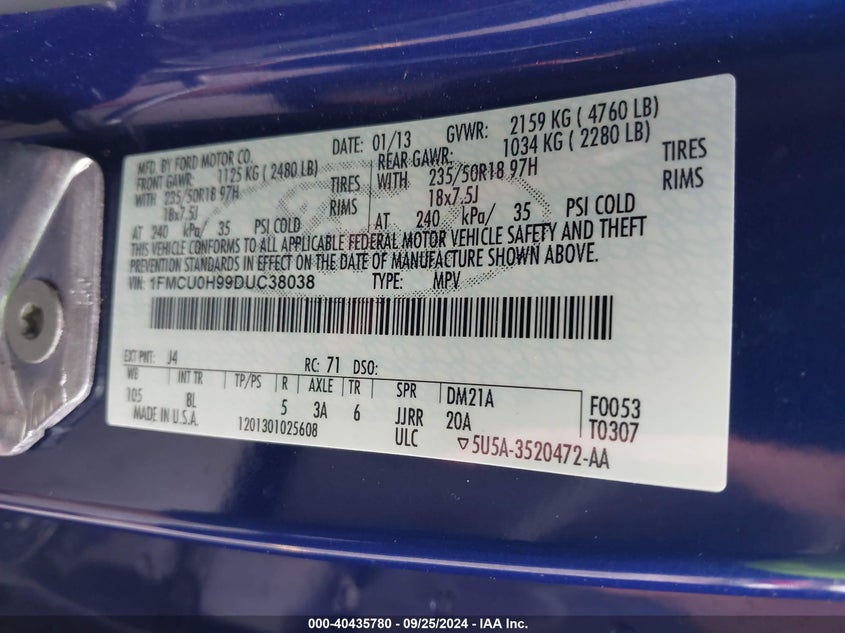 MFD. BY FORD MOTOR CO.
DATE: 01/13 GVWR: 2159 KG ( 4760 LB)
FRONT GAWR: 1125 KG ( 2480 LB) REAR GAWR: 1034 KG ( 2280 LB)
WITH 235/50R18 97H TIRES WITH 235/50R18 97H TIRES
18x7.5J RIMS 18x7.5J RIMS
AT 240 kPa/ 35 PSI COLD AT 240 kPa/ 35 PSI COLD
THIS VEHICLE CONFORMS TO ALL APPLICABLE FEDERAL MOTOR VEHICLE SAFETY AND THEFT
PREVENTION STANDARDS IN EFFECT ON THE DATE OF MANUFACTURE SHOWN ABOVE.
VIN: 1FMCU0H99DUC38038 TYPE: MPV
EXT PNT: J4 RC: 71 DSO:
WB INT TR TP/PS R AXLE TR SPR DM21A F0053
105 8L 5 3A 6 JJRR 20A T0307
MADE IN U.S.A. 1201301025608 ULC ▽5U5A-3520472-AA
000-40435780 - 09/25/2024 - IAA Inc.